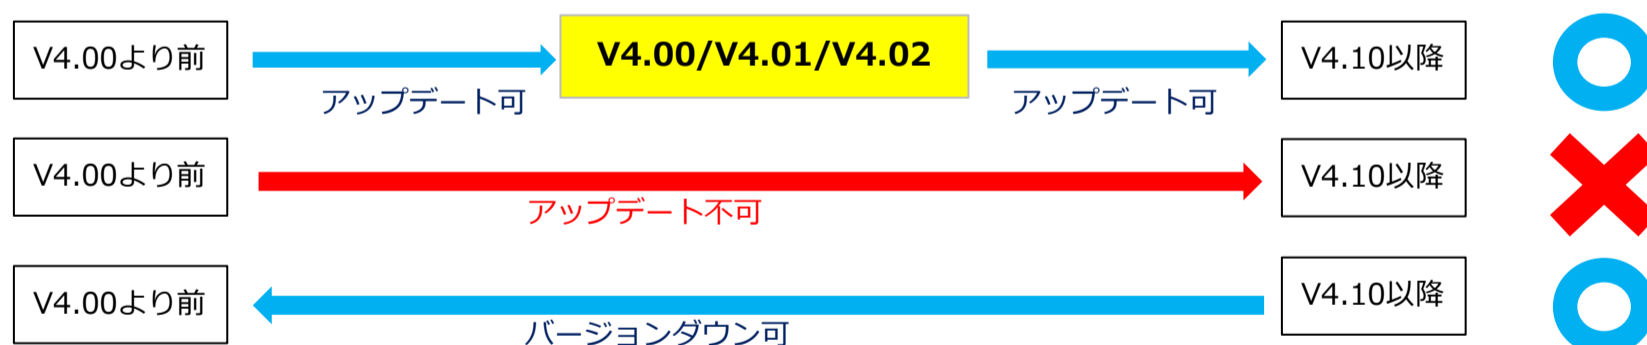 V4.00より前
V4.00/V4.01/V4.02
V4.10以降
アップデート可
アップデート可
V4.00より前
V4.10以降
アップデート不可
V4.00より前
V4.10以降
バージョンダウン可